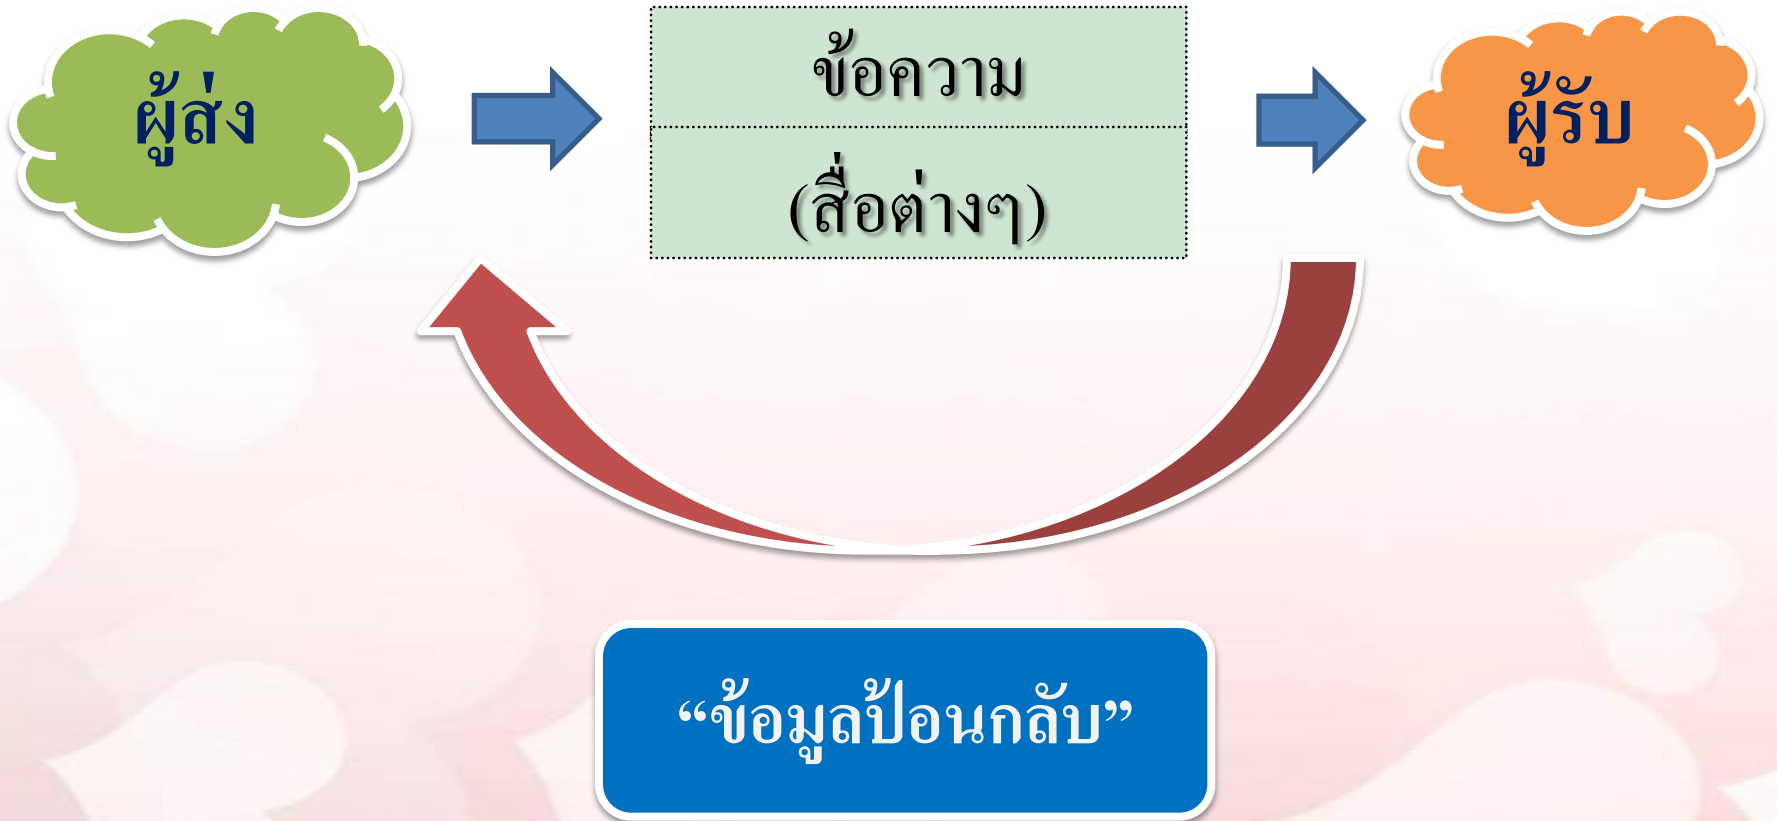 ผู้ส่ง
ข้อความ
(สื่อต่างๆ)
ผู้รับ
“ข้อมูลป้อนกลับ”